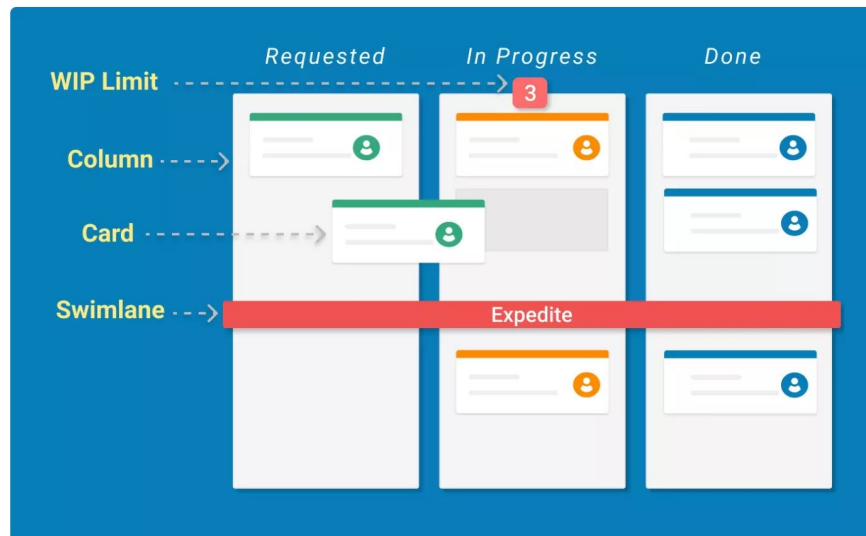 Requested
In Progress
Done
WIP Limit
3
Column
Card
Swimlane
Expedite